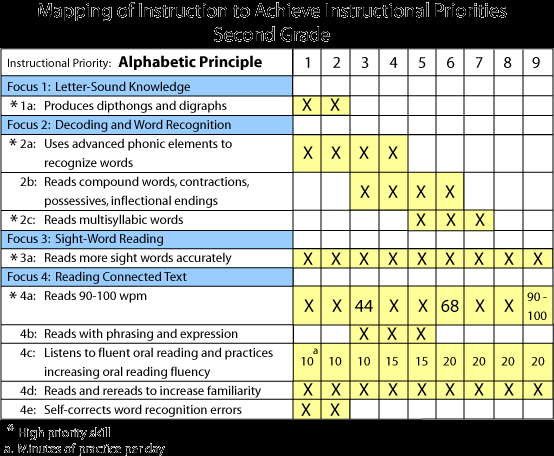 Mapping of Instruction to Achieve Instructional Priorities
Second Grade
Instructional Priority: Alphabetic Principle 1 2 3 4 5 6 7 8 9
Focus 1: Letter-Sound Knowledge
* 1a: Produces dipthongs and digraphs X X
Focus 2: Decoding and Word Recognition
* 2a: Uses advanced phonic elements to
recognize words X X X X
2b: Reads compound words, contractions,
possessives, inflectional endings X X X X
* 2c: Reads multisyllabic words X X X
Focus 3: Sight-Word Reading
* 3a: Reads more sight words accurately X X X X X X X X X
Focus 4: Reading Connected Text
* 4a: Reads 90-100 wpm X X 44 X X 68 X X 90 - 100
4b: Reads with phrasing and expression X X X
4c: Listens to fluent oral reading and practices
increasing oral reading fluency 10a 10 10 15 15 20 20 20 20
4d: Reads and rereads to increase familiarity X X X X X X X X X
4e: Self-corrects word recognition errors X X
* High priority skill
a. Minutes of practice per day